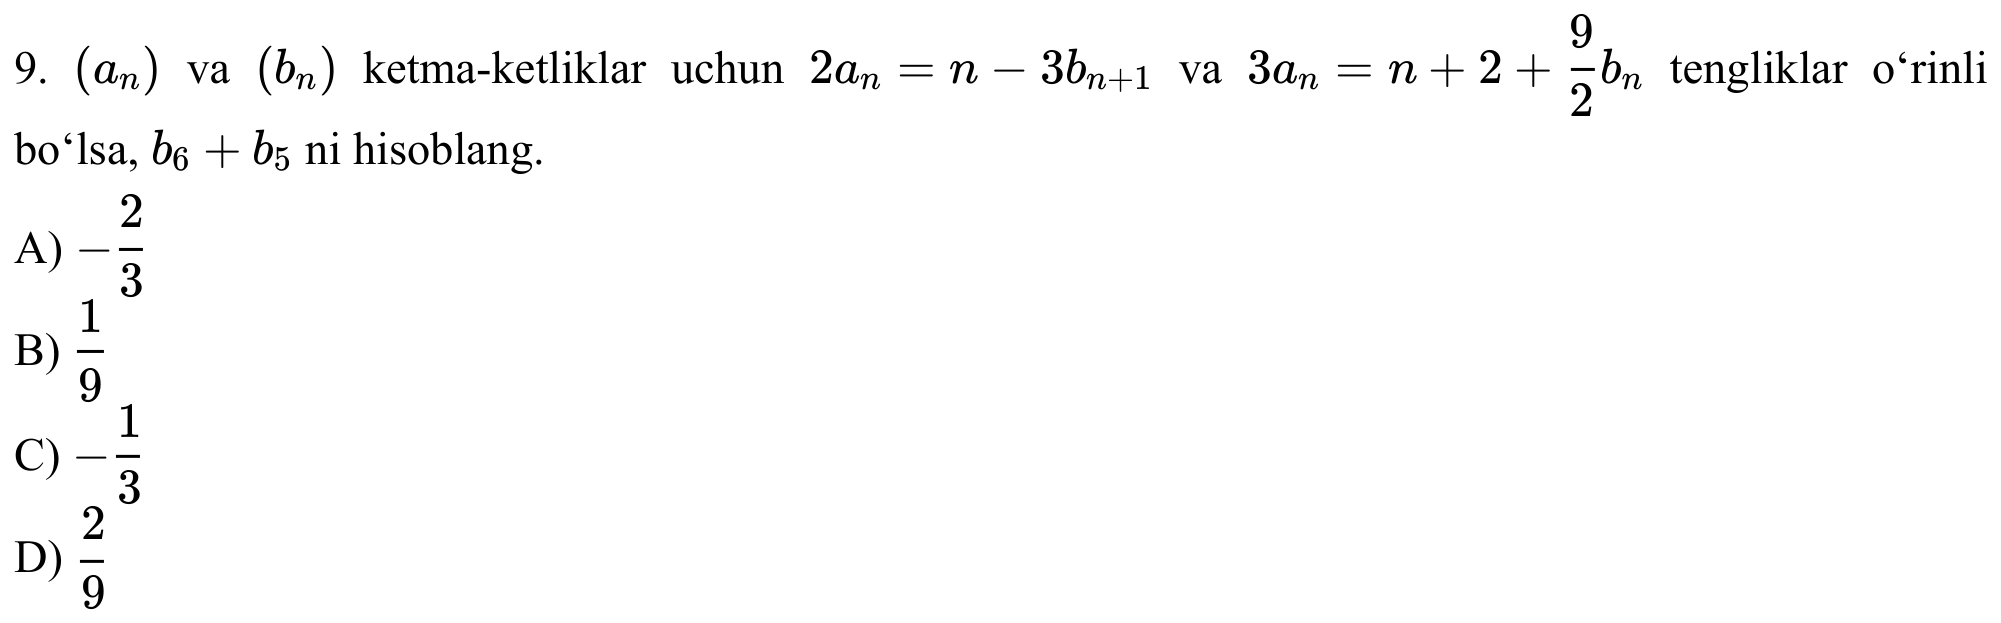 9. (aₙ) va (bₙ) ketma-ketliklar uchun 2aₙ = n − 3bₙ₊₁ va 3aₙ = n + 2 + 9/2 bₙ tengliklar o‘rinli
bo‘lsa, b₆ + b₅ ni hisoblang.
A) −2/3
B) 1/9
C) −1/3
D) 2/9